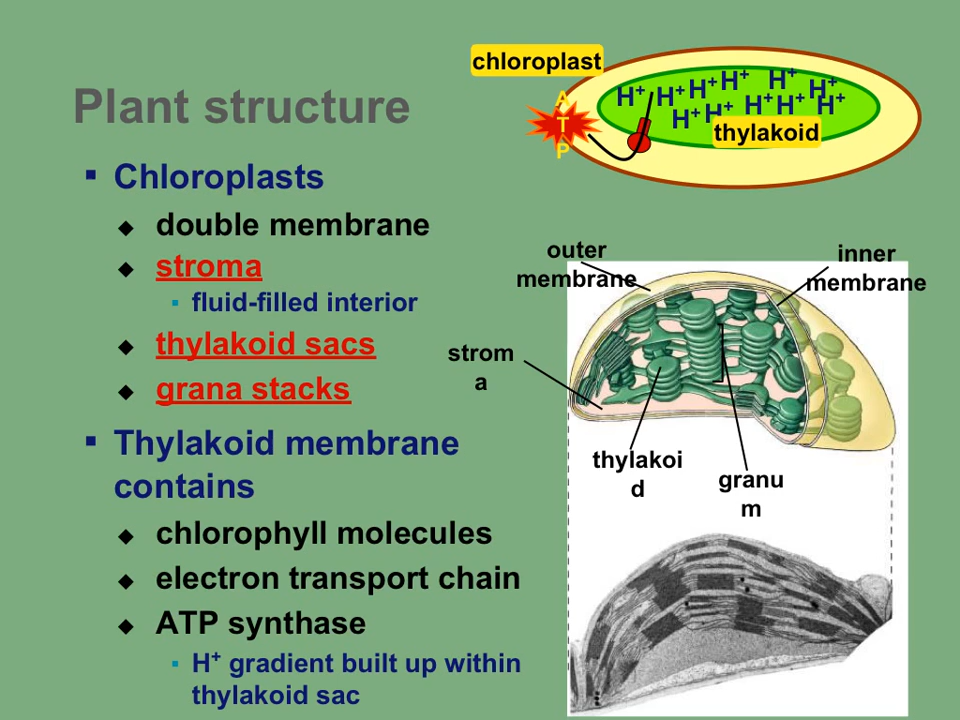 Plant structure
▪ Chloroplasts
◆ double membrane
◆ stroma
▪ fluid-filled interior
◆ thylakoid sacs
◆ grana stacks
▪ Thylakoid membrane
contains
◆ chlorophyll molecules
◆ electron transport chain
◆ ATP synthase
▪ H⁺ gradient built up within
thylakoid sac
chloroplast
A
T
P
H⁺ H⁺ H⁺ H⁺ H⁺ H⁺
H⁺ H⁺ H⁺ H⁺ H⁺
thylakoid
outer
membrane
inner
membrane
strom
a
thylakoi
d
granu
m